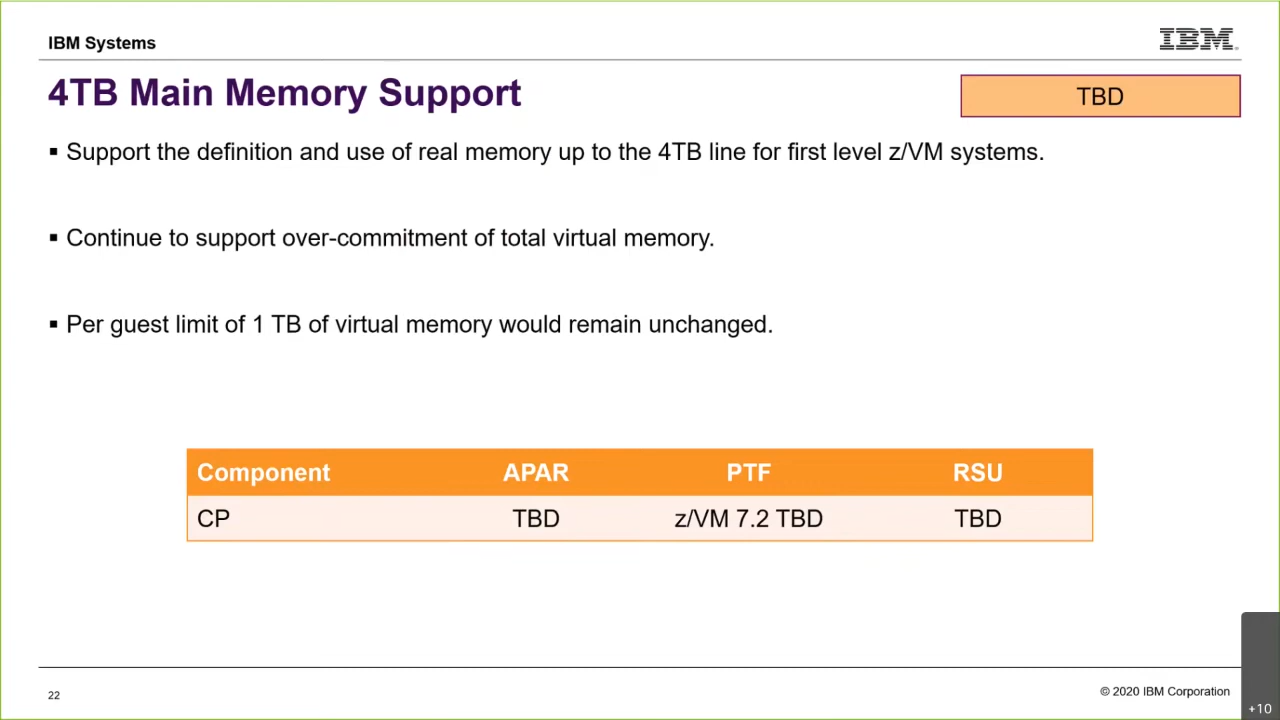 IBM Systems
IBM
4TB Main Memory Support
TBD
▪ Support the definition and use of real memory up to the 4TB line for first level z/VM systems.
▪ Continue to support over-commitment of total virtual memory.
▪ Per guest limit of 1 TB of virtual memory would remain unchanged.
Component APAR PTF RSU
CP TBD z/VM 7.2 TBD TBD
22
© 2020 IBM Corporation
+10